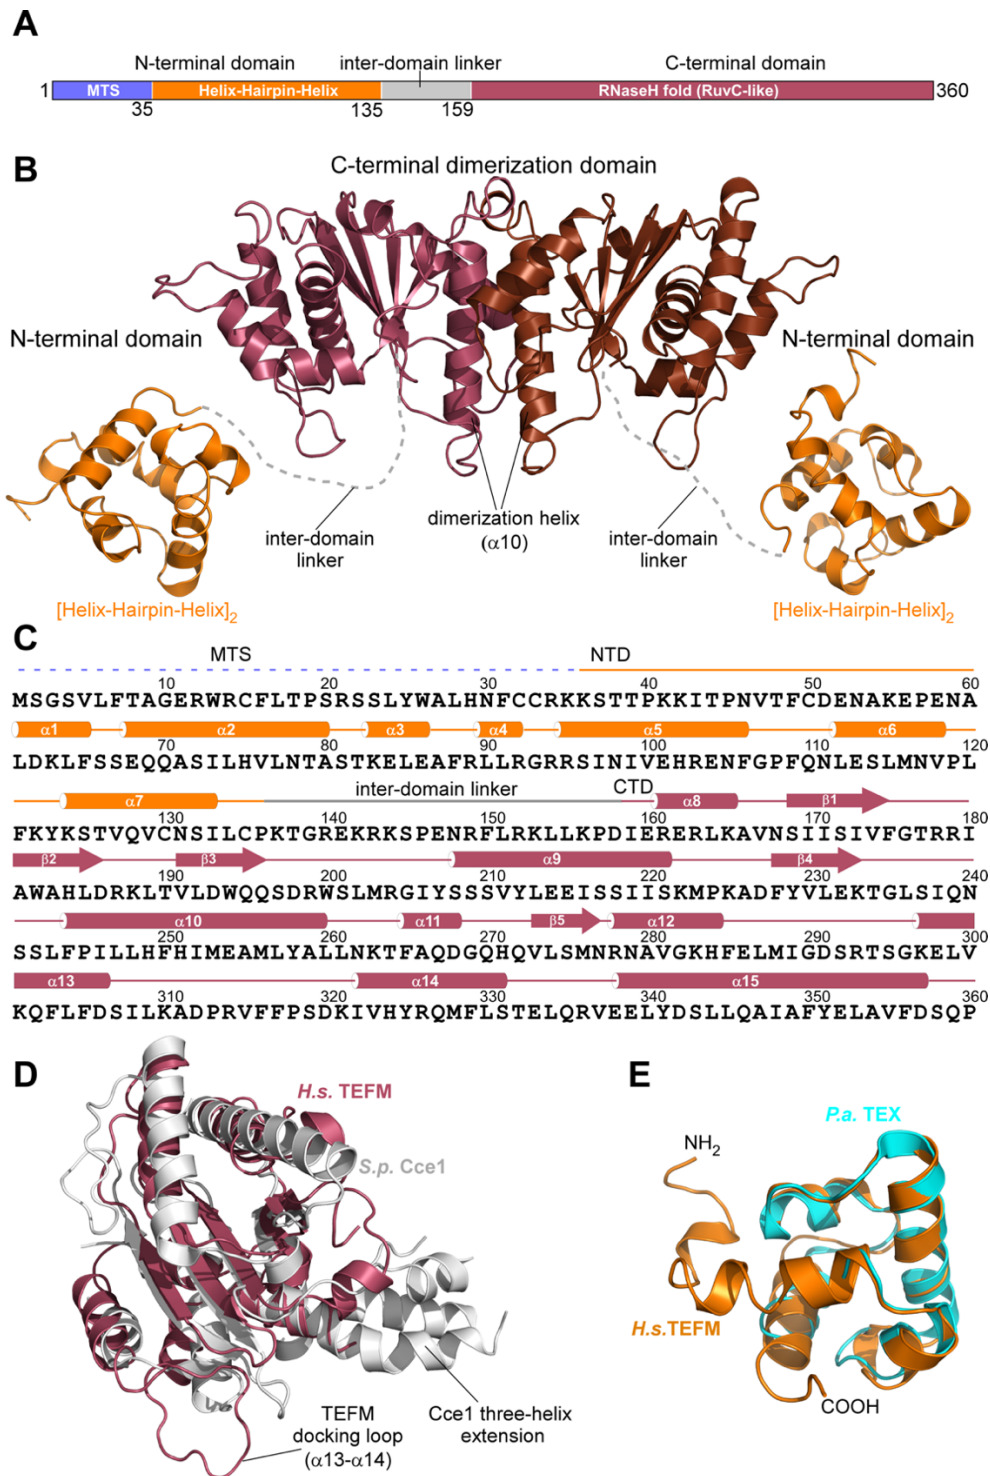 A
N-terminal domain inter-domain linker C-terminal domain
1 MTS Helix-Hairpin-Helix RNaseH fold (RuvC-like) 360
35 135 159
B
C-terminal dimerization domain
N-terminal domain
N-terminal domain
inter-domain
linker
dimerization helix
(α10)
inter-domain
linker
[Helix-Hairpin-Helix]2
[Helix-Hairpin-Helix]2
C
MTS NTD
10 20 30 40 50 60
MSGSVLFTAGERWRCFLTPSRSSLYWALHNFCCRKKSTTPKKITPNVTFCDENAKEPENA
α1 α2 α3 α4 α5 α6
70 80 90 100 110 120
LDKLFSSEQQASILHVLNTASTKELEAFRLLRGRRSINIVEHRENFGPFQNLESLMNVPL
α7 inter-domain linker CTD α8 β1
130 140 150 160 170 180
FKYKSTVQVCNSILCPKTGREKRKSPENRFLRKLLKPDIERERLKAVNSIISIVFGTRRI
β2 β3 α9 β4
190 200 210 220 230 240
AWAHLDRKLTVLDWQQSDRWSLMRGIYSSSVYLEEISSIISKMPKADFYVLEKTGLSIQN
α10 α11 β5 α12
250 260 270 280 290 300
SSLFPILLHFHIMEAMLYALLNKTFAQDGQHQVLSMNRNAVGKHFELMIGDSRTSGKELV
α13 α14 α15
310 320 330 340 350 360
KQFLFDSILKADPRVFFPSDKIVHYRQMFLSTELQRVEELYDSLLQAIAFYELAVFDSQP
D
H.s. TEFM
S.p. Cce1
TEFM
docking loop
(α13-α14)
Cce1 three-helix
extension
E
P.a. TEX
NH2
H.s.TEFM
COOH